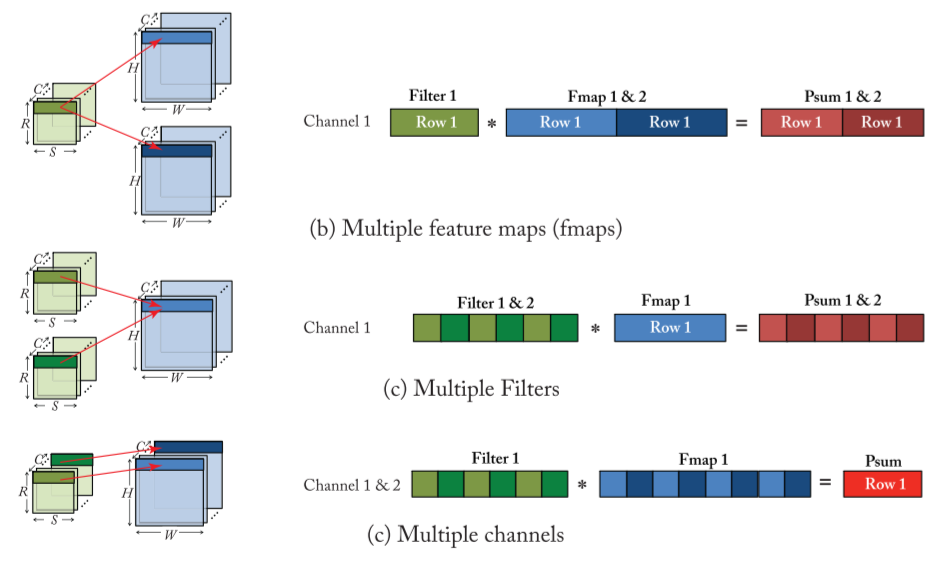 C
H
W
C
R
S
C
H
W
Filter 1
Fmap 1 & 2
Psum 1 & 2
Channel 1
Row 1
*
Row 1
Row 1
=
Row 1
Row 1
(b) Multiple feature maps (fmaps)
C
R
S
C
R
S
C
H
W
Filter 1 & 2
Fmap 1
Psum 1 & 2
Channel 1
*
Row 1
=
(c) Multiple Filters
C
R
S
C
H
W
Filter 1
Fmap 1
Psum
Channel 1 & 2
*
=
Row 1
(c) Multiple channels